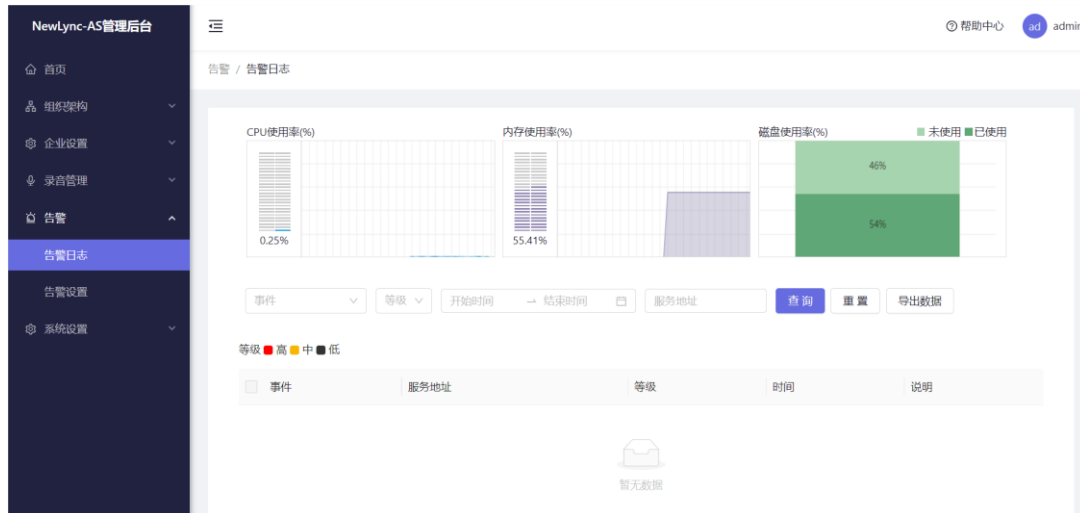 NewLync-AS管理后台
帮助中心 ad admin
首页
告警 / 告警日志
组织架构
企业设置
录音管理
告警
告警日志
告警设置
系统设置
CPU使用率(%)
0.25%
内存使用率(%)
55.41%
磁盘使用率(%) 未使用 已使用
46%
54%
事件 等级 开始时间 → 结束时间 服务地址 查询 重置 导出数据
等级 高 中 低
事件 服务地址 等级 时间 说明
暂无数据